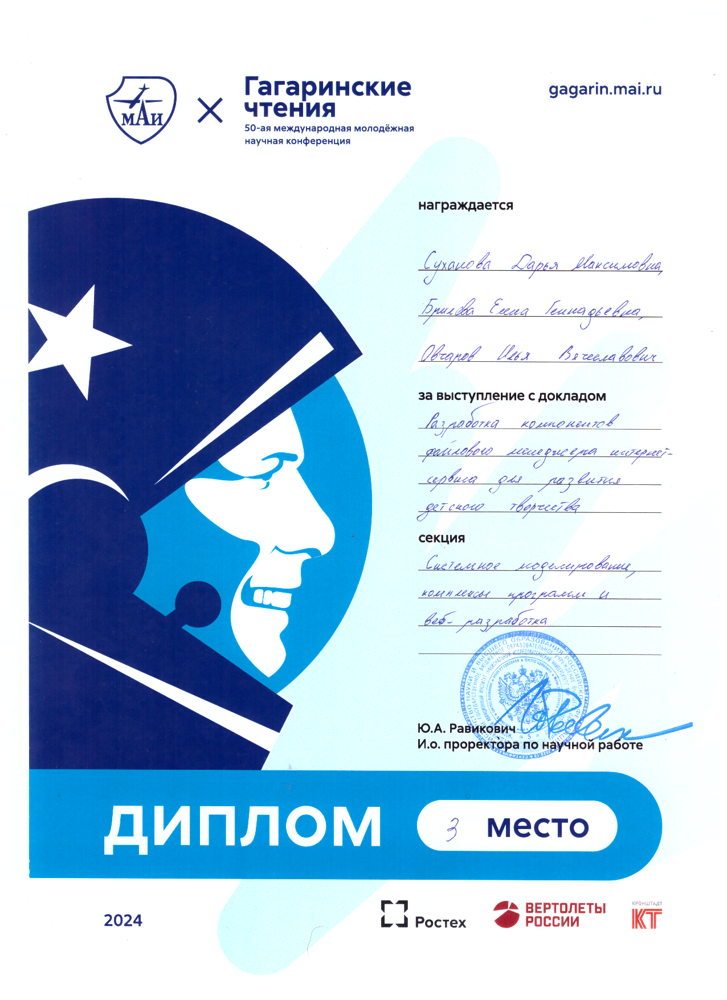 МАИ
Гагаринские
чтения
50-ая международная молодёжная
научная конференция
gagarin.mai.ru
награждается
Суханова Дарья Максимовна,
Брилова Елена Геннадьевна,
Овчаров Илья Вячеславович
за выступление с докладом
Разработка компонентов
файлового менеджера интернет-
сервиса для развития
детского творчества
секция
Системное моделирование,
комплексы программ и
веб-разработка
Ю.А. Равикович
И.о. проректора по научной работе
ДИПЛОМ
3 место
2024
Ростех
ВЕРТОЛЕТЫ
РОССИИ
КРОНШТАДТ
КТ